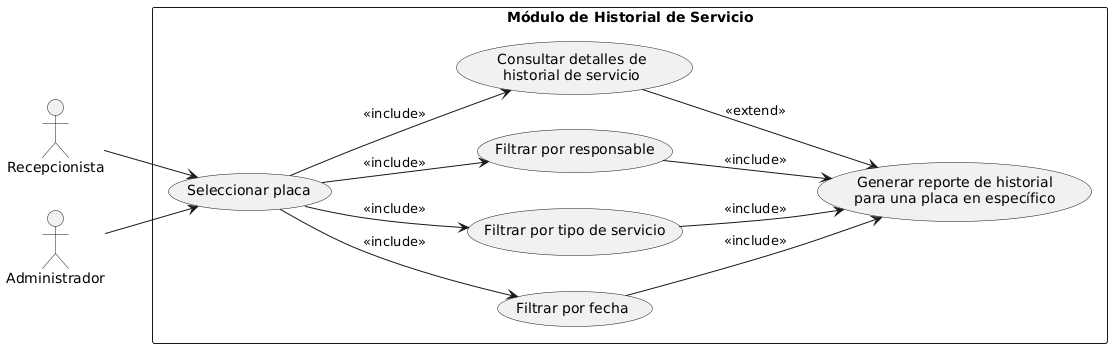 Módulo de Historial de Servicio
Consultar detalles de
historial de servicio
«include»
«extend»
Recepcionista
Filtrar por responsable
«include»
«include»
Seleccionar placa
Generar reporte de historial
para una placa en específico
«include»
«include»
Filtrar por tipo de servicio
Administrador
«include»
«include»
Filtrar por fecha